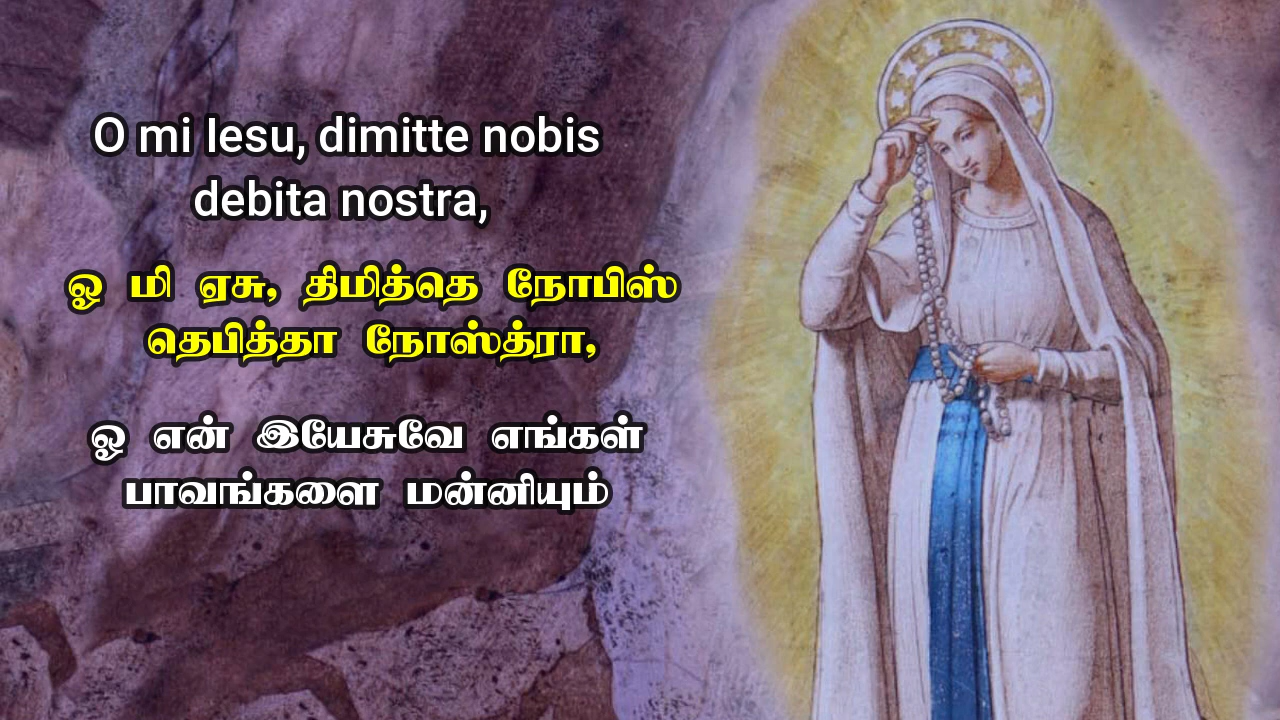 O mi Iesu, dimitte nobis
debita nostra,
ஓ மி ஏசு, திமித்தெ நோபிஸ்
தெபித்தா நோஸ்த்ரா,
ஓ என் இயேசுவே எங்கள்
பாவங்களை மன்னியும்